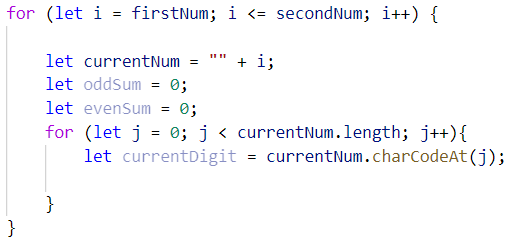 for (let i = firstNum; i <= secondNum; i++) {
let currentNum = "" + i;
let oddSum = 0;
let evenSum = 0;
for (let j = 0; j < currentNum.length; j++){
let currentDigit = currentNum.charCodeAt(j);
}
}